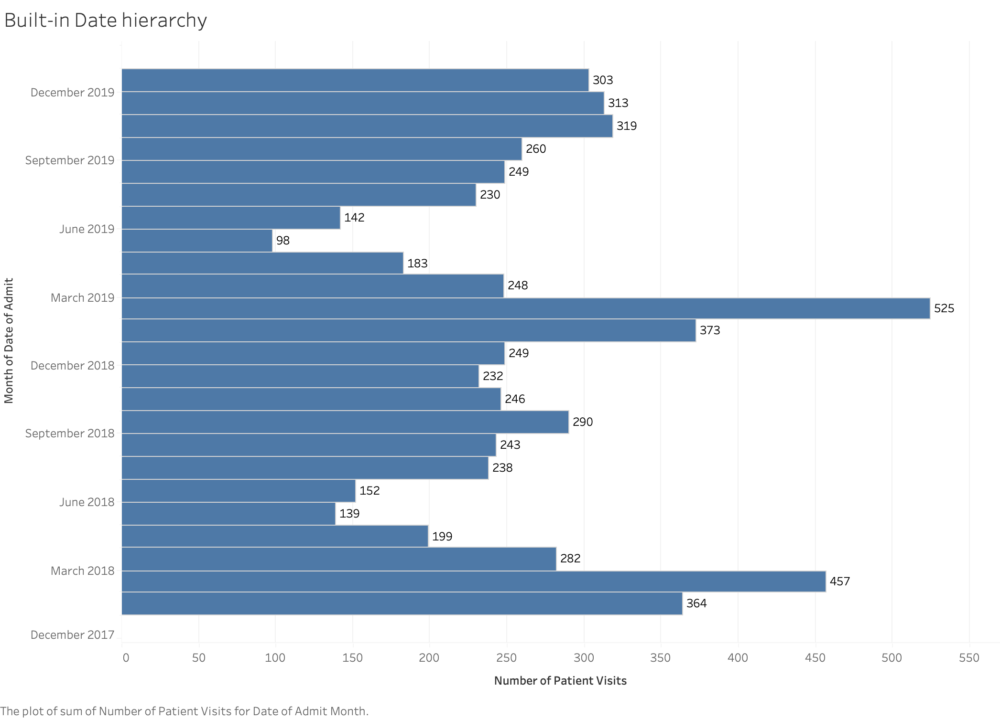 Built-in Date hierarchy
303
December 2019
313
319
260
September 2019
249
230
142
June 2019
98
183
248
March 2019
525
373
249
December 2018
232
246
290
September 2018
243
238
152
June 2018
139
199
282
March 2018
457
364
December 2017
Month of Date of Admit
0 50 100 150 200 250 300 350 400 450 500 550
Number of Patient Visits
The plot of sum of Number of Patient Visits for Date of Admit Month.